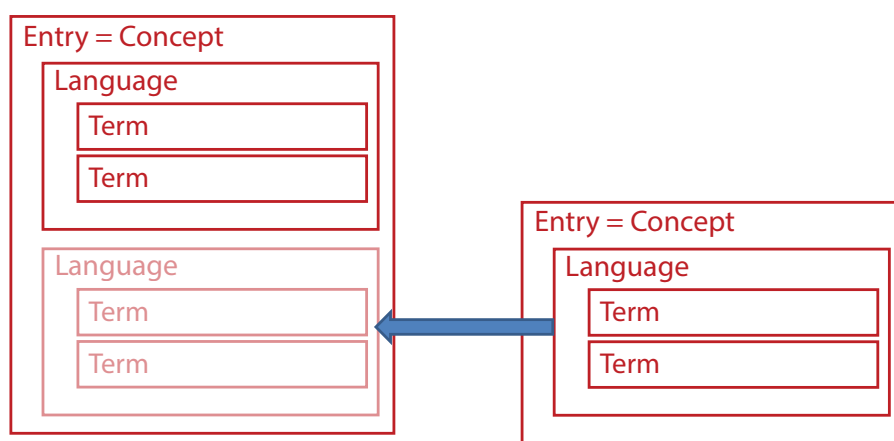 Entry = Concept
Language
Term
Term
Language
Term
Term
Entry = Concept
Language
Term
Term